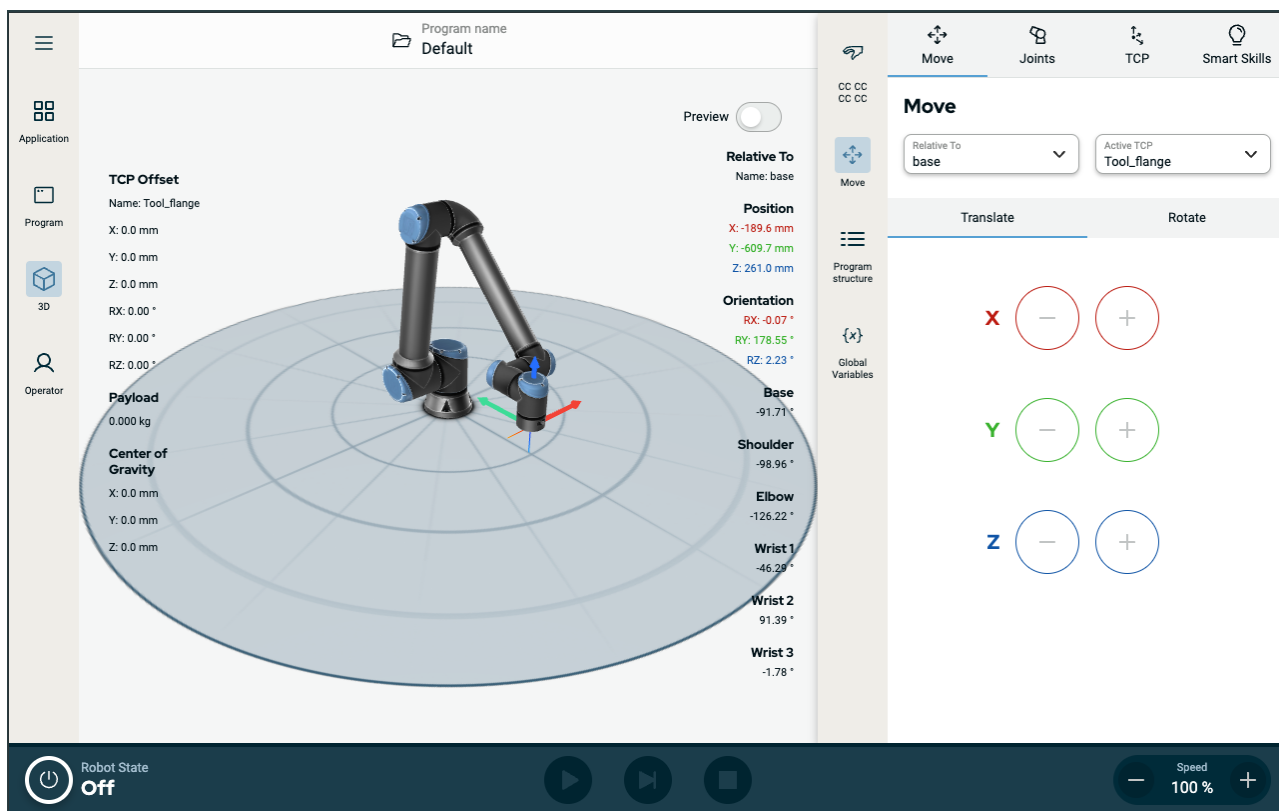 Program name
Default
Application
Program
3D
Operator
Preview
TCP Offset
Name: Tool_flange
X: 0.0 mm
Y: 0.0 mm
Z: 0.0 mm
RX: 0.00 °
RY: 0.00 °
RZ: 0.00 °
Payload
0.000 kg
Center of
Gravity
X: 0.0 mm
Y: 0.0 mm
Z: 0.0 mm
Relative To
Name: base
Position
X: -189.6 mm
Y: -609.7 mm
Z: 261.0 mm
Orientation
RX: -0.07 °
RY: 178.55 °
RZ: 2.23 °
Base
-91.71 °
Shoulder
-98.96 °
Elbow
-126.22 °
Wrist 1
-46.29 °
Wrist 2
91.39 °
Wrist 3
-1.78 °
CC CC
CC CC
Move
Program
structure
{x}
Global
Variables
Move
Joints
TCP
Smart Skills
Move
Relative To
base
Active TCP
Tool_flange
Translate
Rotate
X − +
Y − +
Z − +
Robot State
Off
Speed
− 100 % +